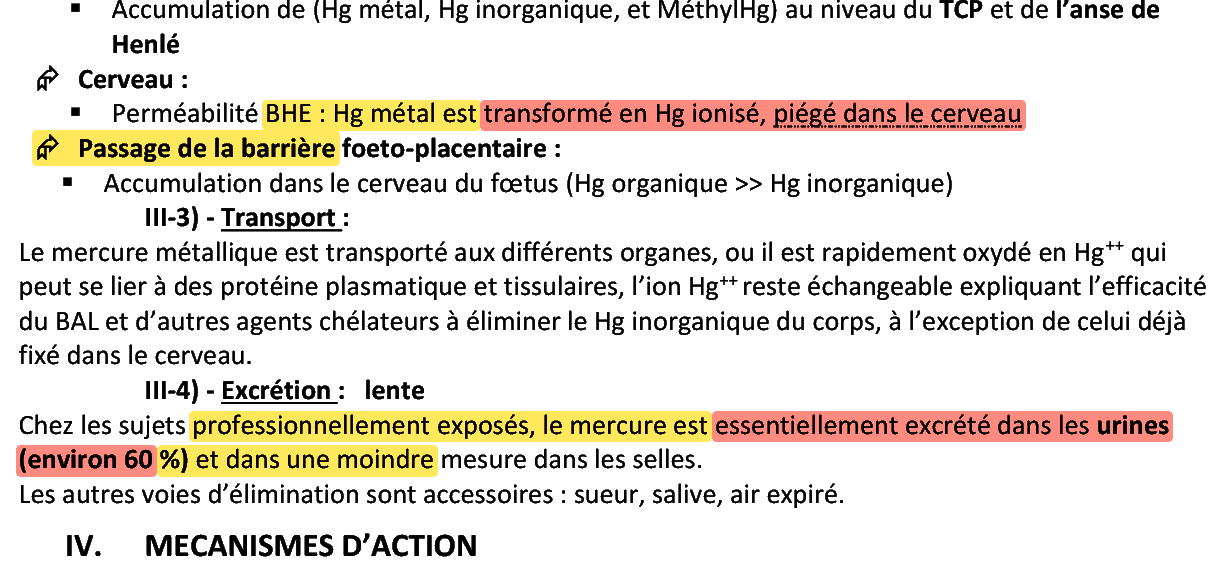 ▪ Accumulation de (Hg métal, Hg inorganique, et MéthylHg) au niveau du TCP et de l’anse de
Henlé
Cerveau :
▪ Perméabilité BHE : Hg métal est transformé en Hg ionisé, piégé dans le cerveau
Passage de la barrière foeto-placentaire :
▪ Accumulation dans le cerveau du fœtus (Hg organique >> Hg inorganique)
III-3) - Transport :
Le mercure métallique est transporté aux différents organes, ou il est rapidement oxydé en Hg⁺⁺ qui
peut se lier à des protéine plasmatique et tissulaires, l’ion Hg⁺⁺ reste échangeable expliquant l’efficacité
du BAL et d’autres agents chélateurs à éliminer le Hg inorganique du corps, à l’exception de celui déjà
fixé dans le cerveau.
III-4) - Excrétion : lente
Chez les sujets professionnellement exposés, le mercure est essentiellement excrété dans les urines
(environ 60 %) et dans une moindre mesure dans les selles.
Les autres voies d’élimination sont accessoires : sueur, salive, air expiré.
IV. MECANISMES D’ACTION